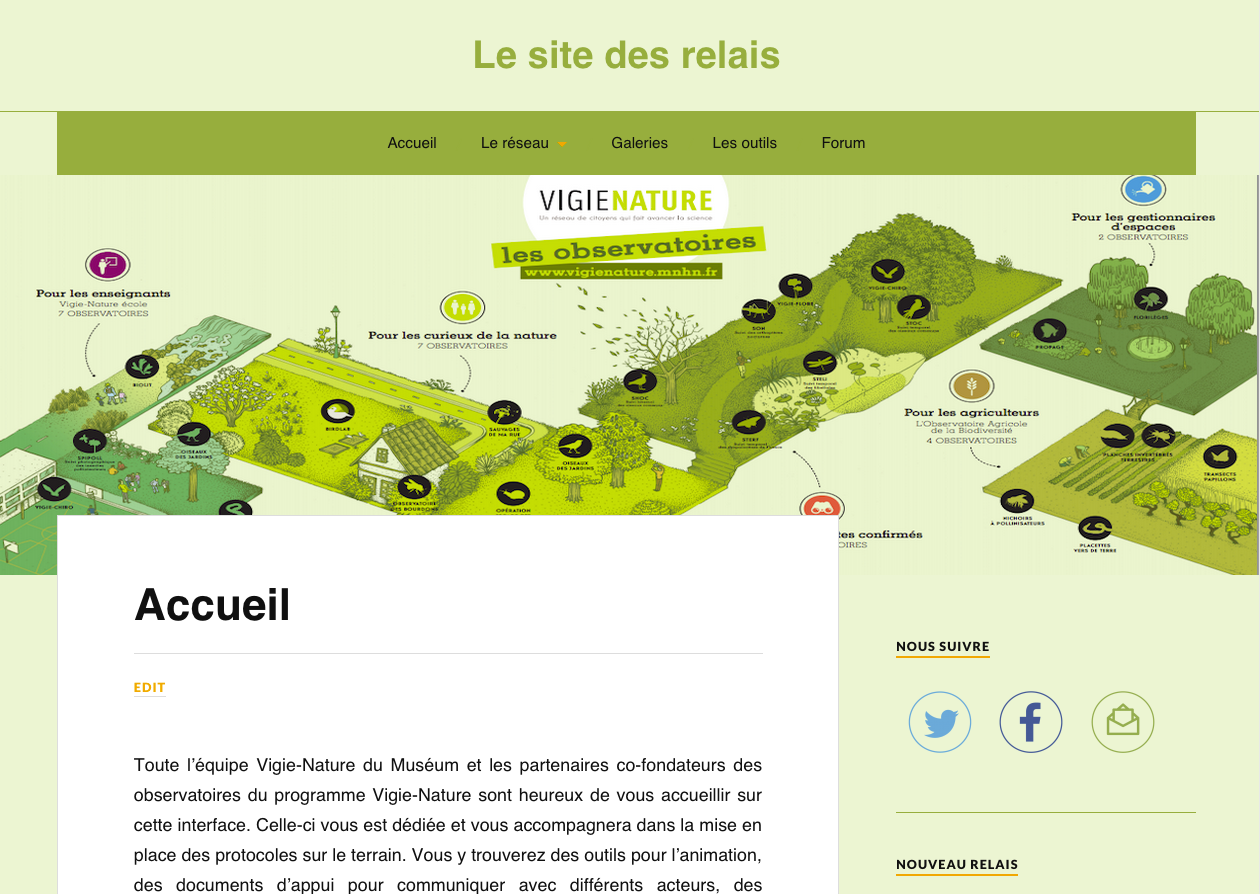 Le site des relais
Accueil
Le réseau
Galeries
Les outils
Forum
VIGIENATURE
Un réseau de citoyens qui fait avancer la science
les observatoires
www.vigienature.mnhn.fr
Pour les enseignants
Vigie-Nature école
7 OBSERVATOIRES
Pour les curieux de la nature
7 OBSERVATOIRES
Pour les gestionnaires
d'espaces
2 OBSERVATOIRES
Pour les agriculteurs
L'Observatoire Agricole
de la Biodiversité
4 OBSERVATOIRES
tes confirmés
OIRES
BIOLIT
SPIPOLL
OISEAUX
DES JARDINS
VIGIE-CHIRO
BIRDLAB
SAUVAGES
DE MA RUE
OISEAUX
DES JARDINS
OBSERVATOIRE
DES BOURDONS
OPÉRATION
SHOC
SON
VIGIE-FLORE
VIGIE-CHIRO
STOC
STELI
STERF
PROPAGE
FLORILÈGES
PLANCHES INVERTÉBRÉS
TERRESTRES
TRANSECTS
PAPILLONS
NICHOIRS
À POLLINISATEURS
PLACETTES
VERS DE TERRE
Accueil
EDIT
Toute l’équipe Vigie-Nature du Muséum et les partenaires co-fondateurs des
observatoires du programme Vigie-Nature sont heureux de vous accueillir sur
cette interface. Celle-ci vous est dédiée et vous accompagnera dans la mise en
place des protocoles sur le terrain. Vous y trouverez des outils pour l’animation,
des documents d’appui pour communiquer avec différents acteurs, des
NOUS SUIVRE
NOUVEAU RELAIS